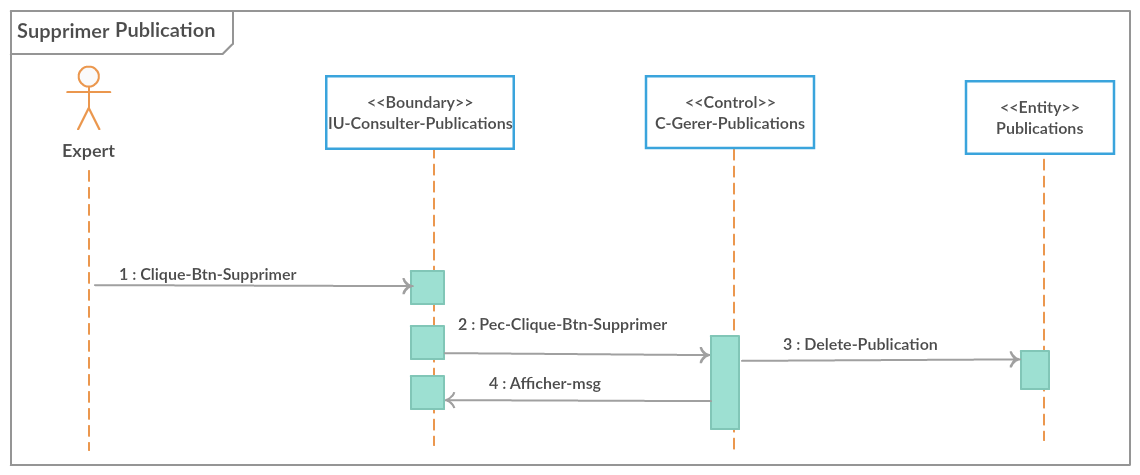 Supprimer Publication
Expert
<<Boundary>>
IU-Consulter-Publications
<<Control>>
C-Gerer-Publications
<<Entity>>
Publications
1 : Clique-Btn-Supprimer
2 : Pec-Clique-Btn-Supprimer
3 : Delete-Publication
4 : Afficher-msg